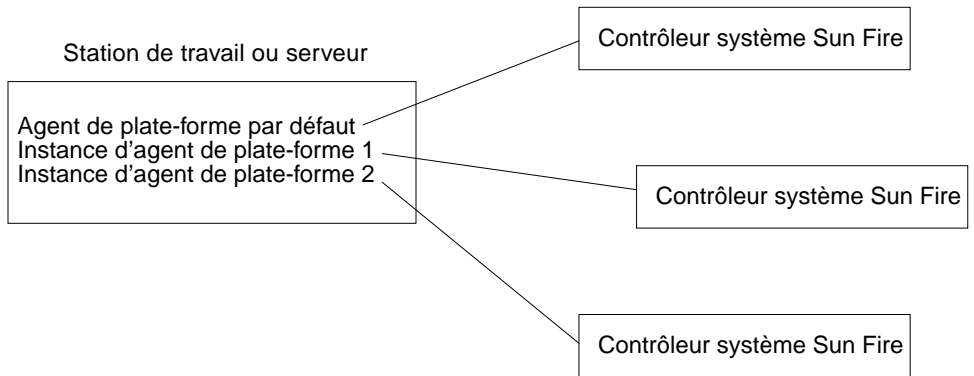 Contrôleur système Sun Fire
Station de travail ou serveur
Agent de plate-forme par défaut
Instance d'agent de plate-forme 1
Instance d'agent de plate-forme 2
Contrôleur système Sun Fire
Contrôleur système Sun Fire